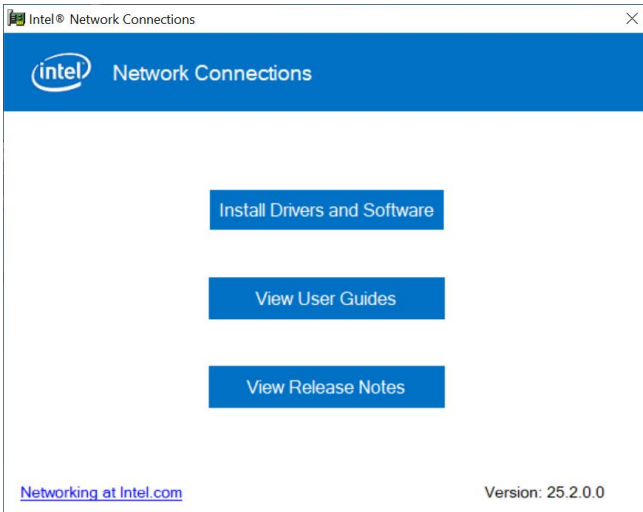 Intel® Network Connections
intel Network Connections
Install Drivers and Software
View User Guides
View Release Notes
Networking at Intel.com Version: 25.2.0.0